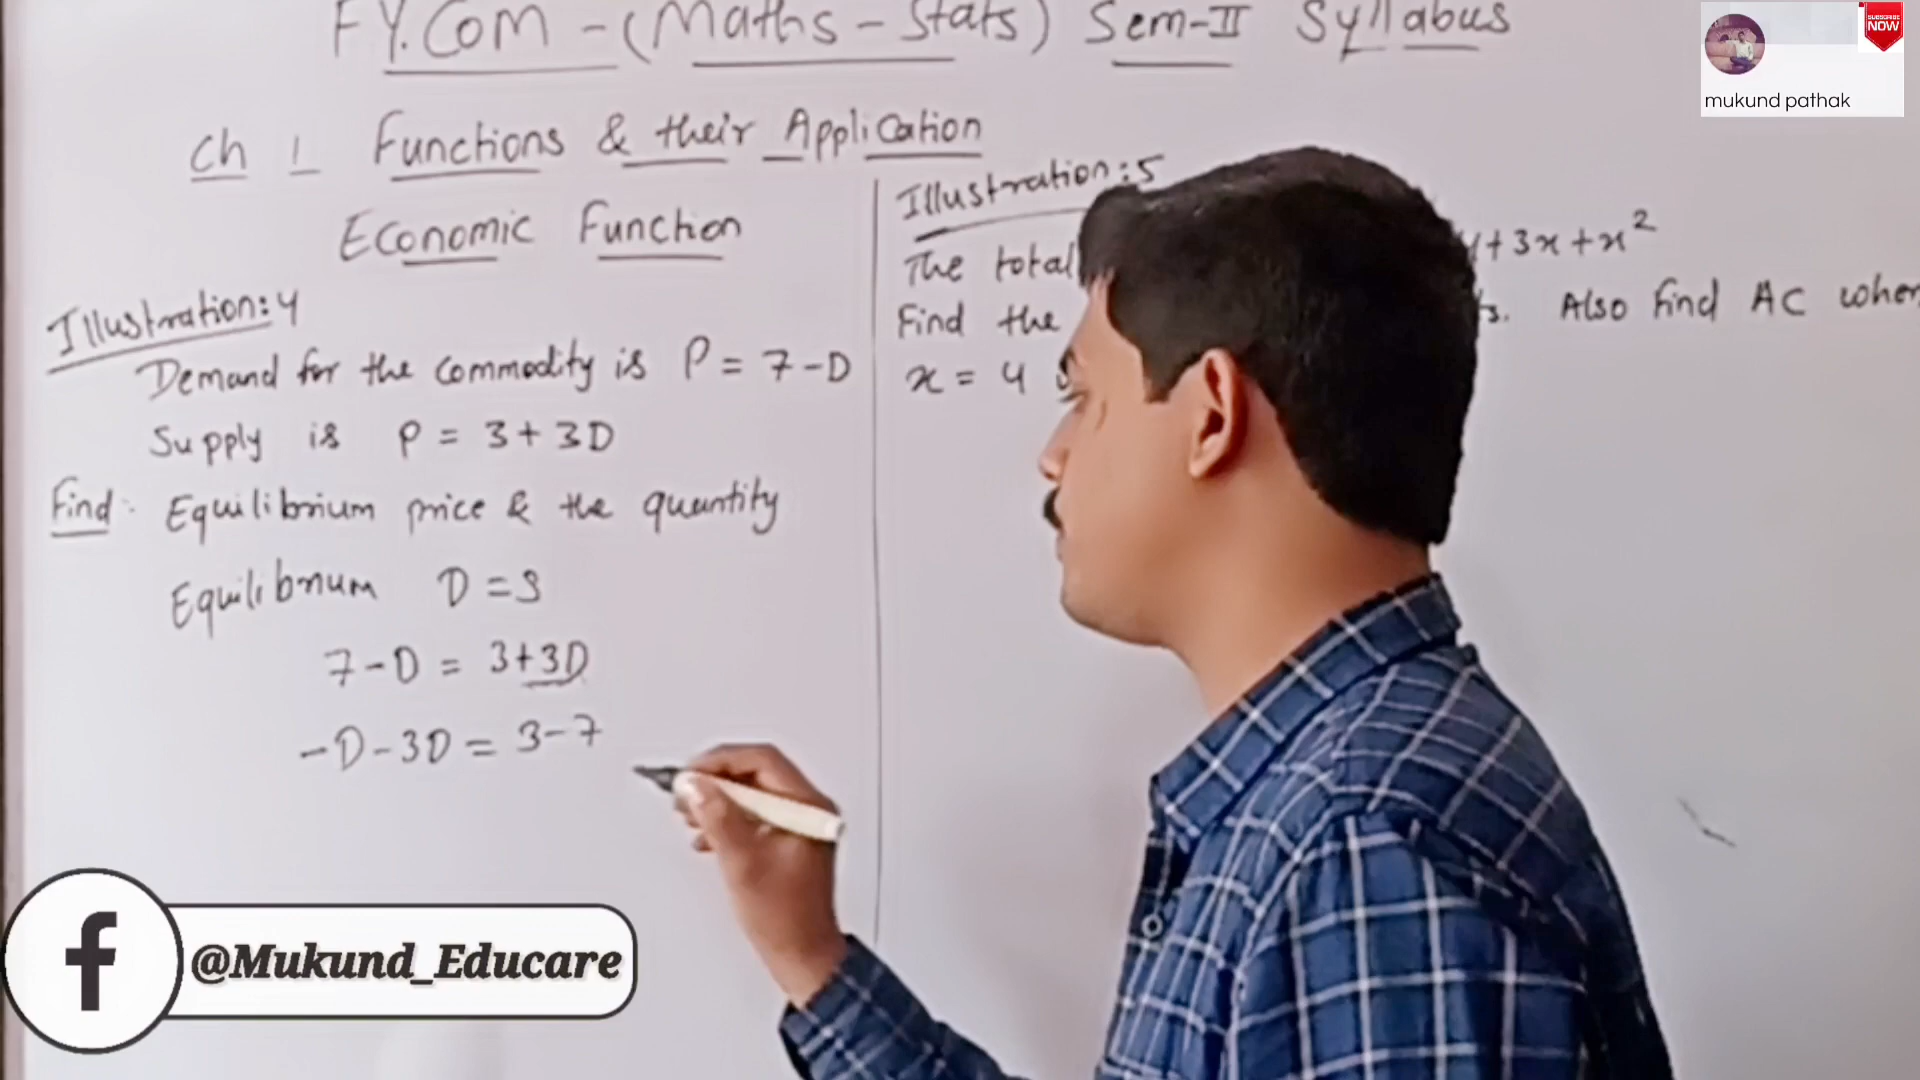 F.Y.Com - (Maths - Stats) Sem-II Syllabus
Ch 1 Functions & their Application
Economic Function
Illustration: 4
Demand for the commodity is P = 7 - D
Supply is P = 3 + 3D
Find: Equilibrium price & the quantity
Equilibrium D = S
7 - D = 3 + 3D
-D - 3D = 3 - 7
Illustration: 5
The total + 3x + x²
Find the Also find AC when
x = 4
SUBSCRIBE NOW
mukund pathak
f @Mukund_Educare